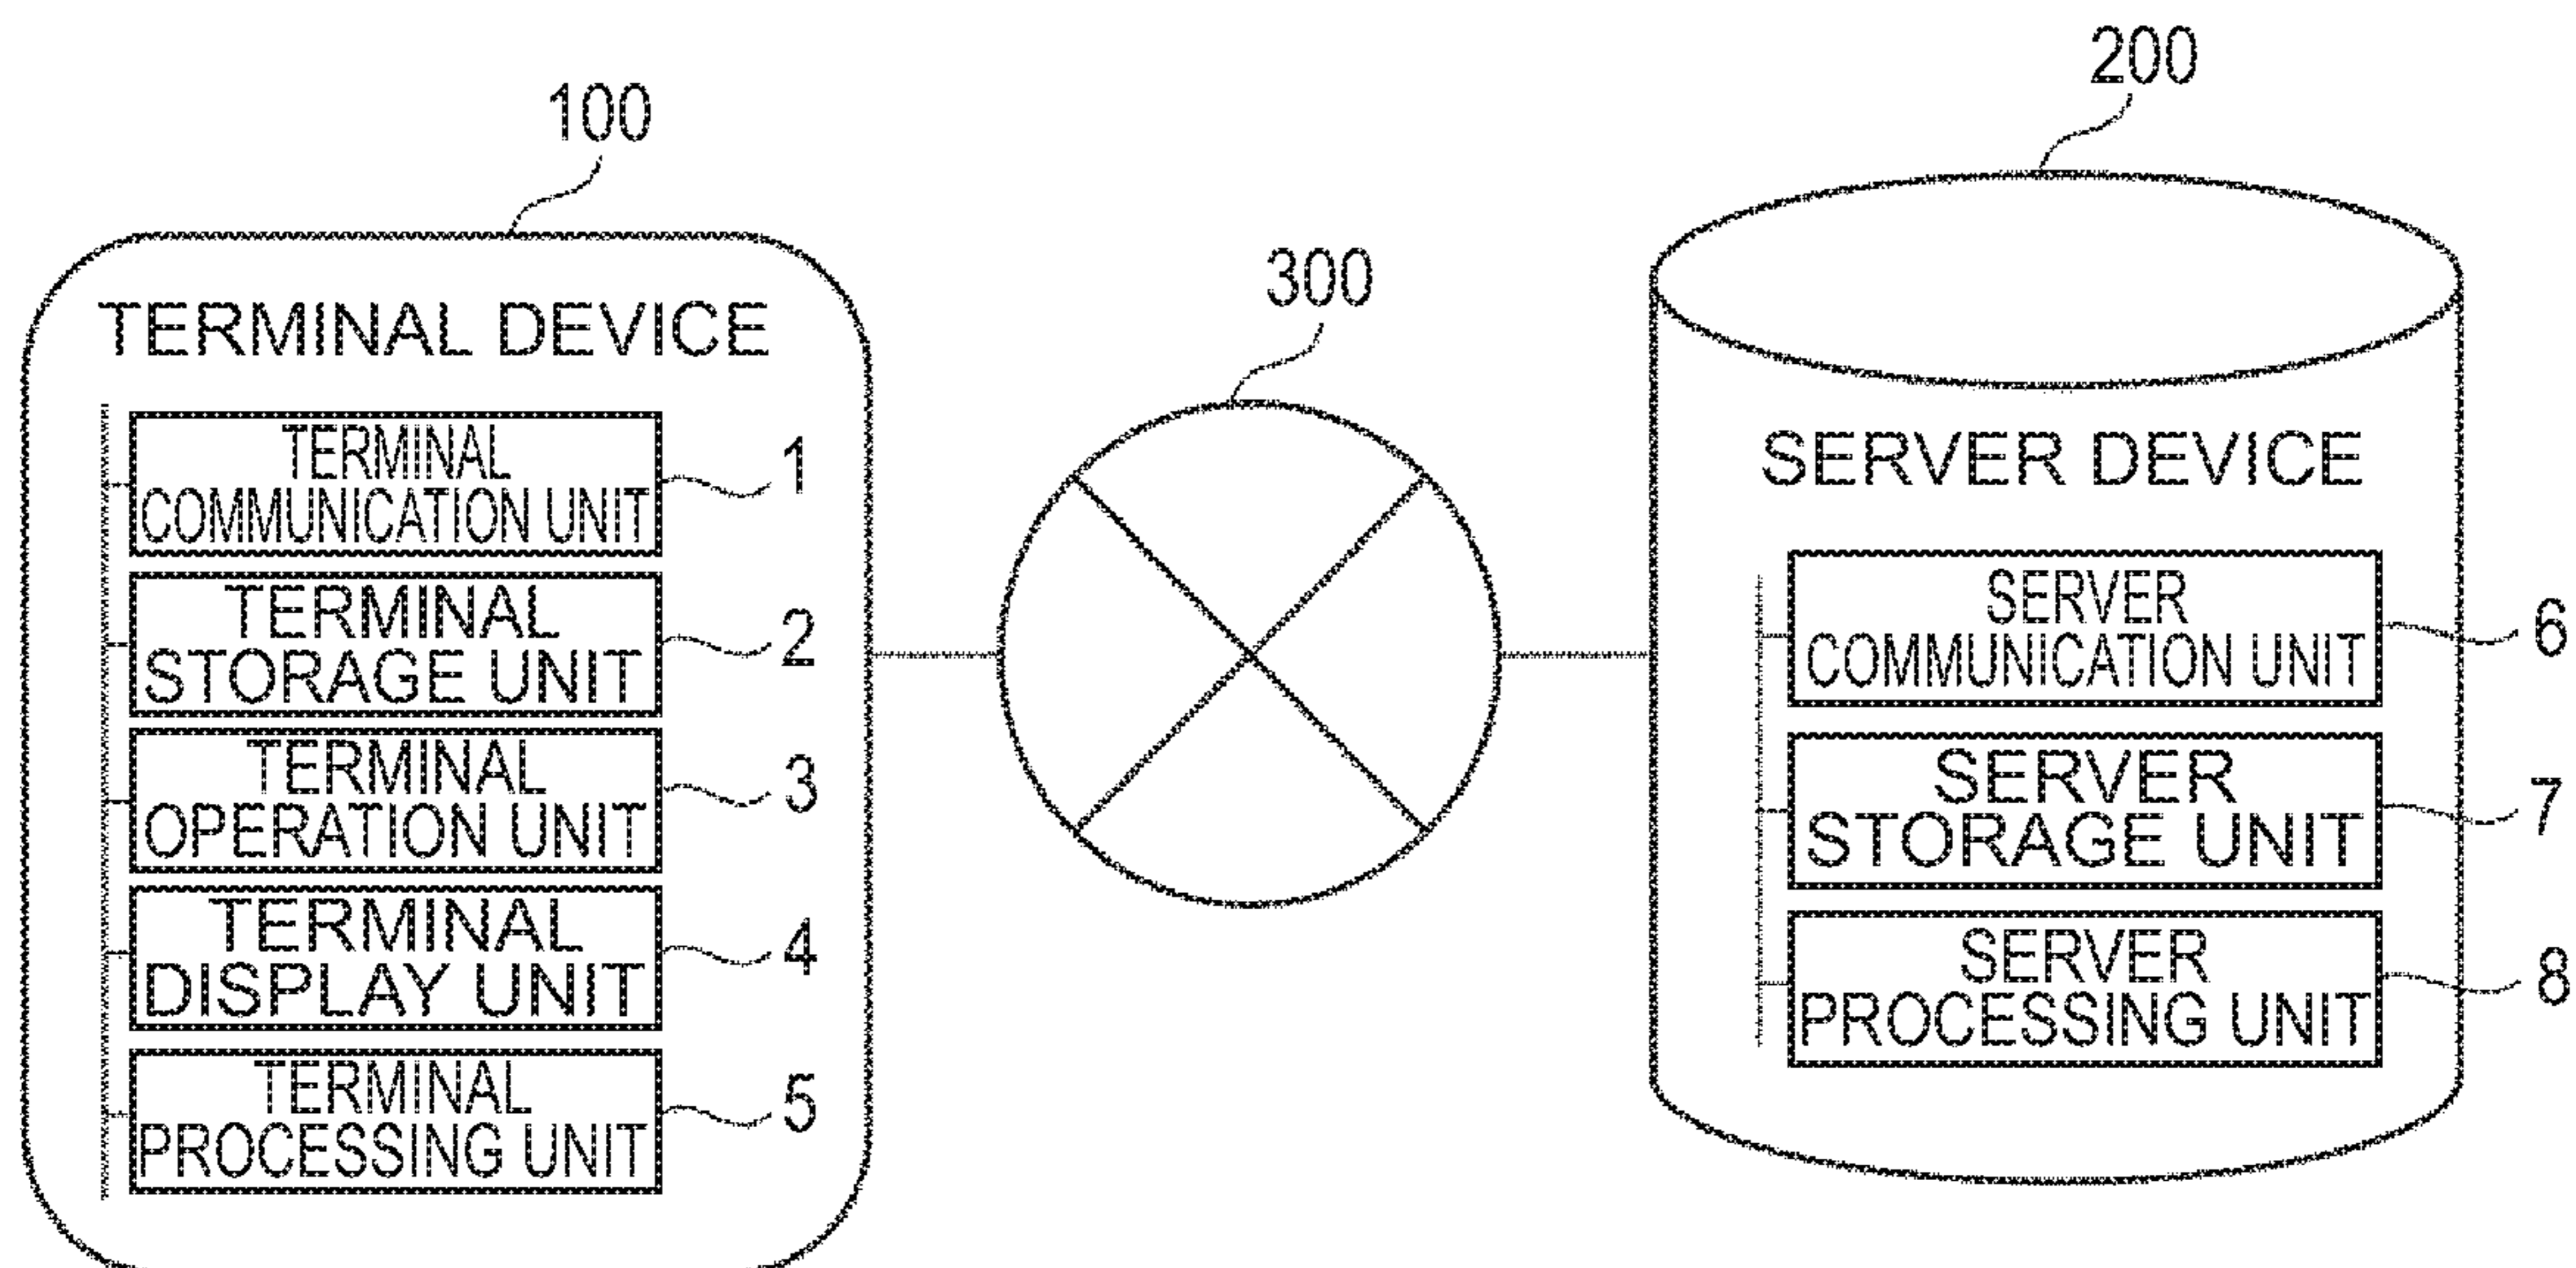 100
TERMINAL DEVICE
TERMINAL
COMMUNICATION UNIT
1
TERMINAL
STORAGE UNIT
2
TERMINAL
OPERATION UNIT
3
TERMINAL
DISPLAY UNIT
4
TERMINAL
PROCESSING UNIT
5
300
200
SERVER DEVICE
SERVER
COMMUNICATION UNIT
6
SERVER
STORAGE UNIT
7
SERVER
PROCESSING UNIT
8